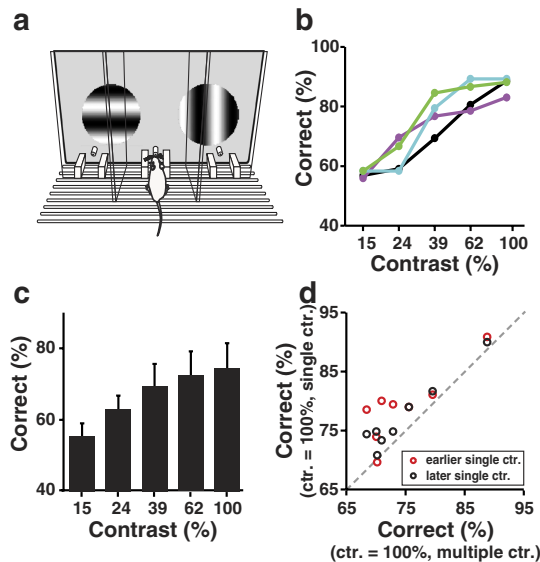 a
b
Correct (%)
100
80
60
40
15 24 39 62 100
Contrast (%)
c
Correct (%)
80
60
40
15 24 39 62 100
Contrast (%)
d
Correct (%)
(ctr. = 100%, single ctr.)
95
85
75
65
earlier single ctr.
later single ctr.
65 75 85 95
Correct (%)
(ctr. = 100%, multiple ctr.)